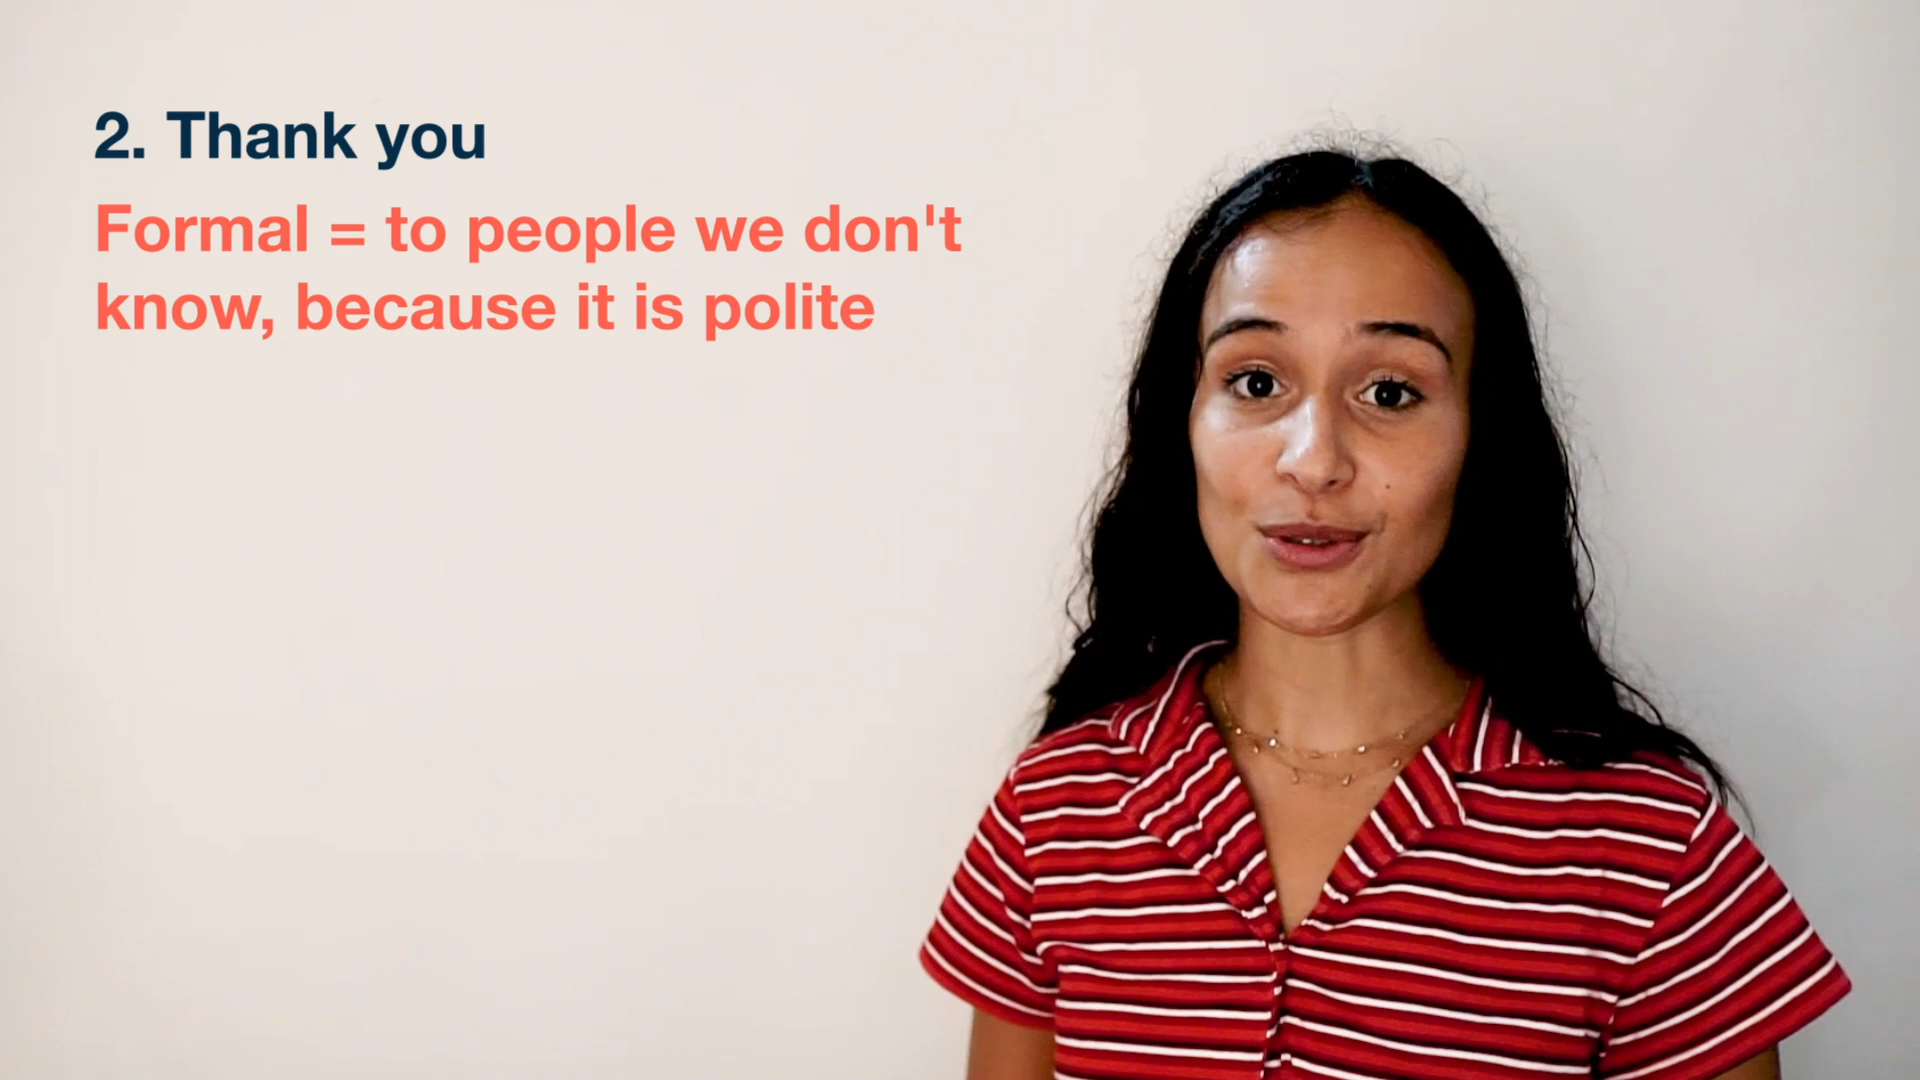 2. Thank you
Formal = to people we don't
know, because it is polite